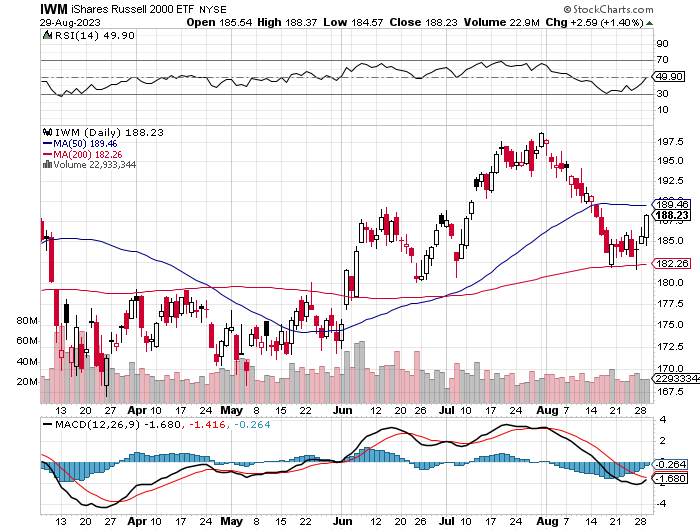 IWM iShares Russell 2000 ETF NYSE © StockCharts.com
29-Aug-2023 Open 185.54 High 188.37 Low 184.57 Close 188.23 Volume 22.9M Chg +2.59 (+1.40%)
RSI(14) 49.90
90
70
49.90
30
10
IWM (Daily) 188.23
MA(50) 189.46
MA(200) 182.26
Volume 22,933,344
197.5
195.0
192.5
190.0
189.46
188.23
187.5
185.0
182.26
180.0
177.5
175.0
172.5
170.0
167.5
80M
60M
40M
20M
22933344
13 20 27 Apr 10 17 24 May 8 15 22 Jun 12 20 26 Jul 10 17 24 Aug 7 14 21 28
MACD(12,26,9) -1.680, -1.416, -0.264
4
2
-0.264
-1.680
-4
13 20 27 Apr 10 17 24 May 8 15 22 Jun 12 20 26 Jul 10 17 24 Aug 7 14 21 28